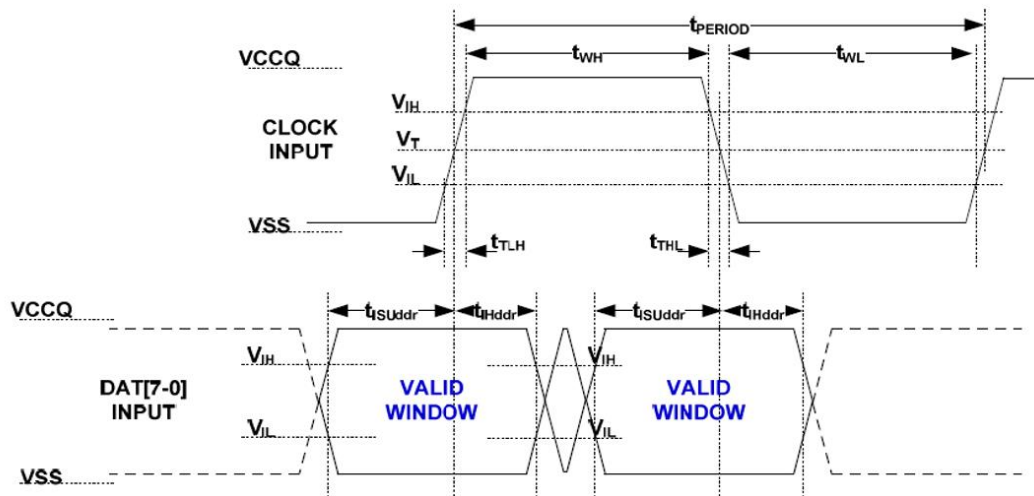 tPERIOD
tWH
tWL
VCCQ
VIH
CLOCK
INPUT
VT
VIL
VSS
tTLH
tTHL
VCCQ
tISUddr
tIHddr
tISUddr
tIHddr
VIH
VIH
DAT[7-0]
INPUT
VALID
WINDOW
VALID
WINDOW
VIL
VIL
VSS